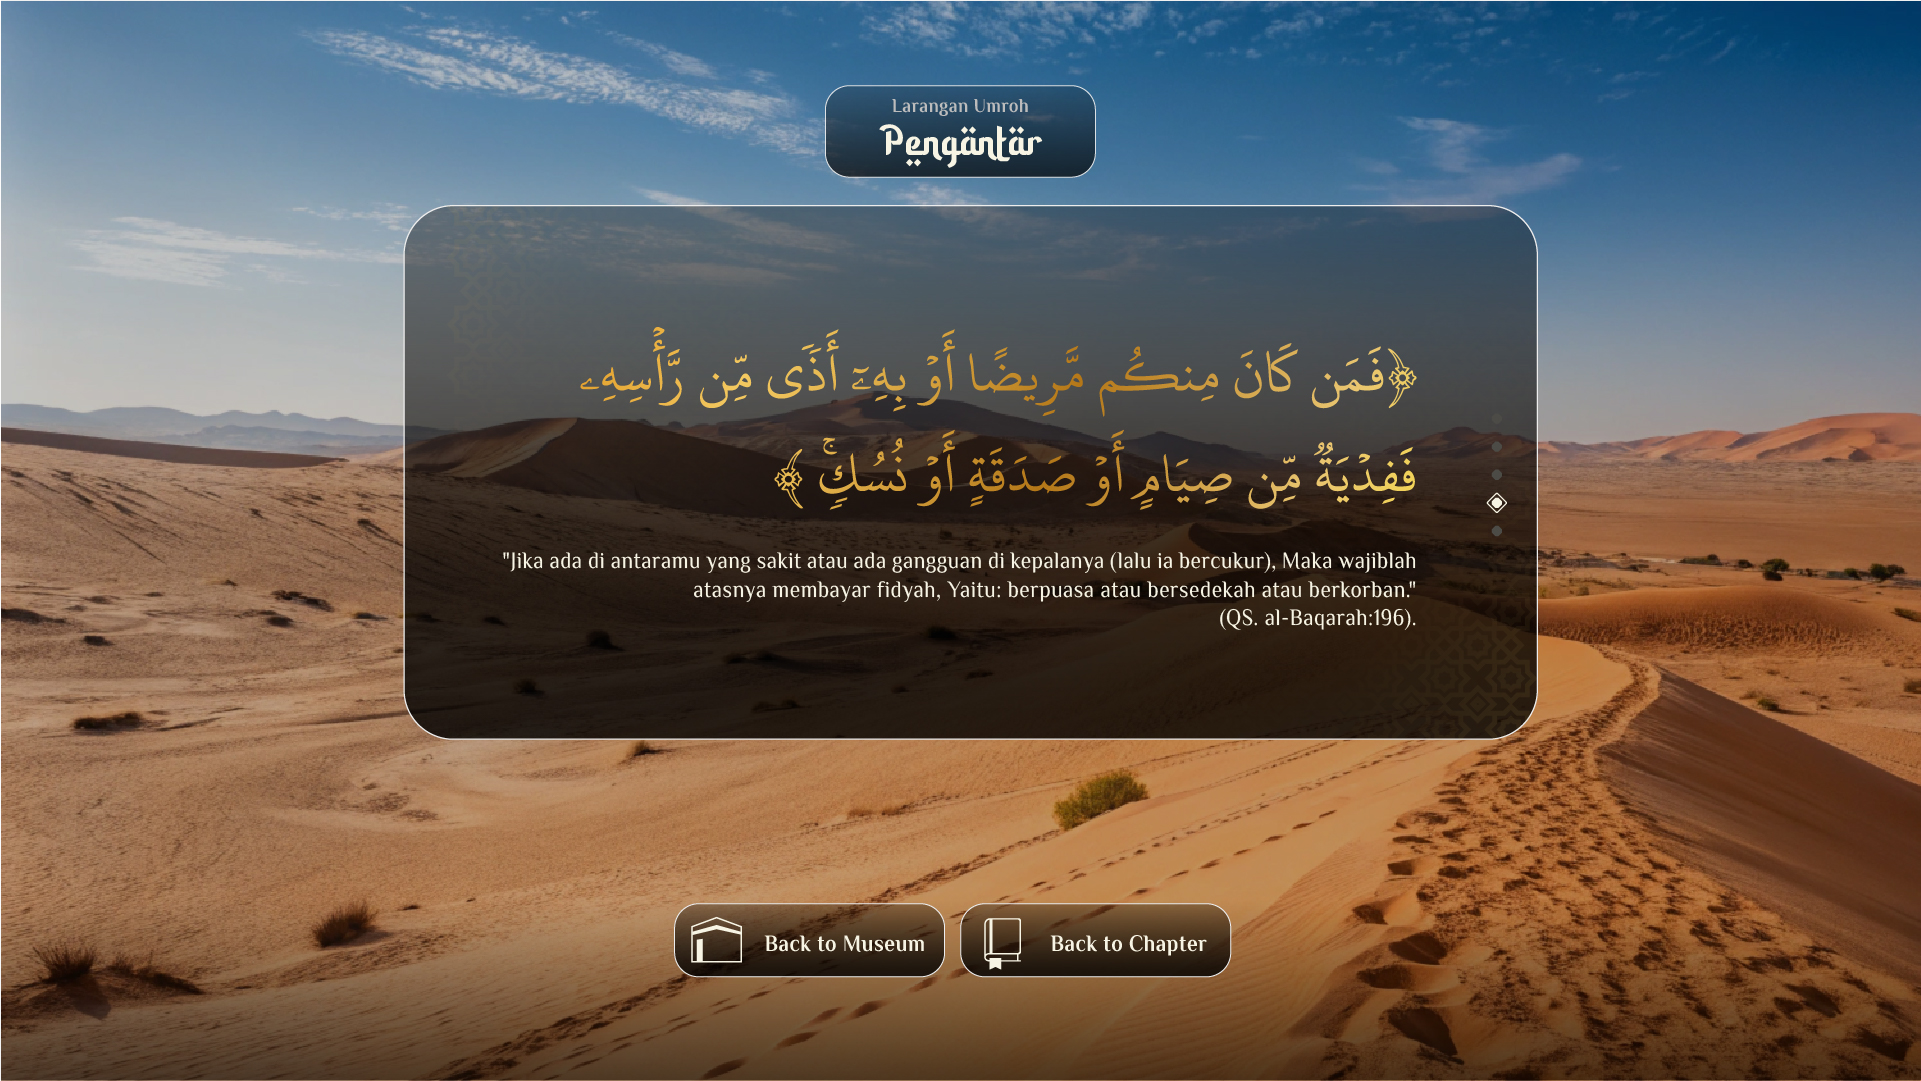 Larangan Umroh
Pengäntär
﴿فَمَن كَانَ مِنكُم مَّرِيضًا أَوۡ بِهِۦٓ أَذَى مِّن رَّأۡسِهِۦ
فَفِدۡيَةٞ مِّن صِيَامٍ أَوۡ صَدَقَةٍ أَوۡ نُسُكٖۚ ﴾
"Jika ada di antaramu yang sakit atau ada gangguan di kepalanya (lalu ia bercukur), Maka wajiblah
atasnya membayar fidyah, Yaitu: berpuasa atau bersedekah atau berkorban."
(QS. al-Baqarah:196).
Back to Museum
Back to Chapter